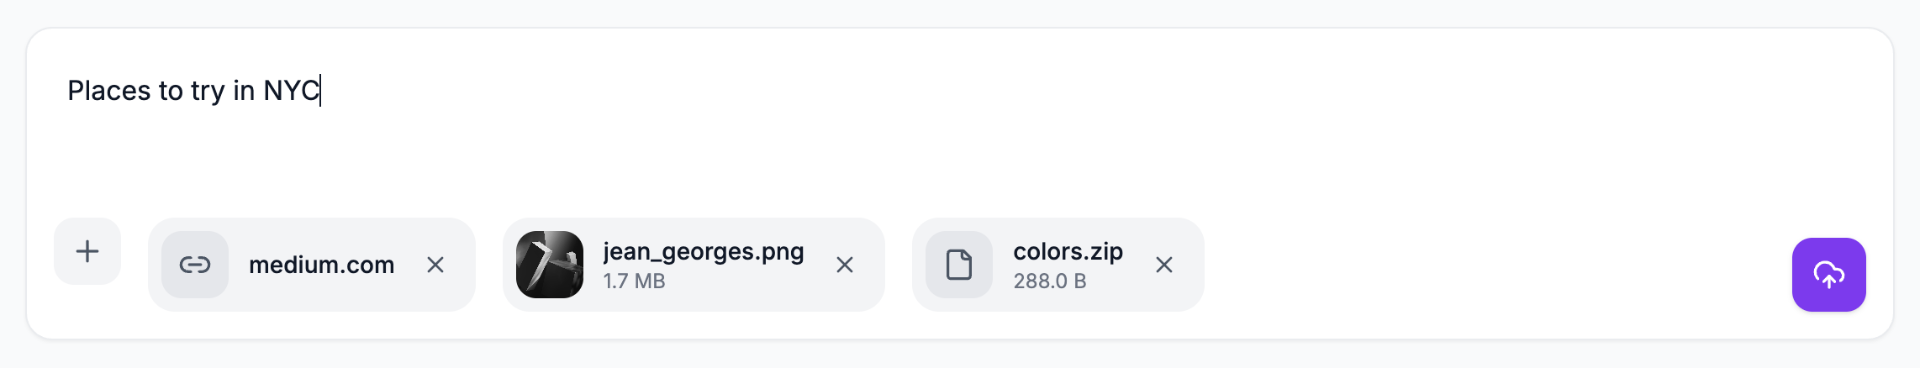 Places to try in NYC
medium.com
jean_georges.png
1.7 MB
colors.zip
288.0 B